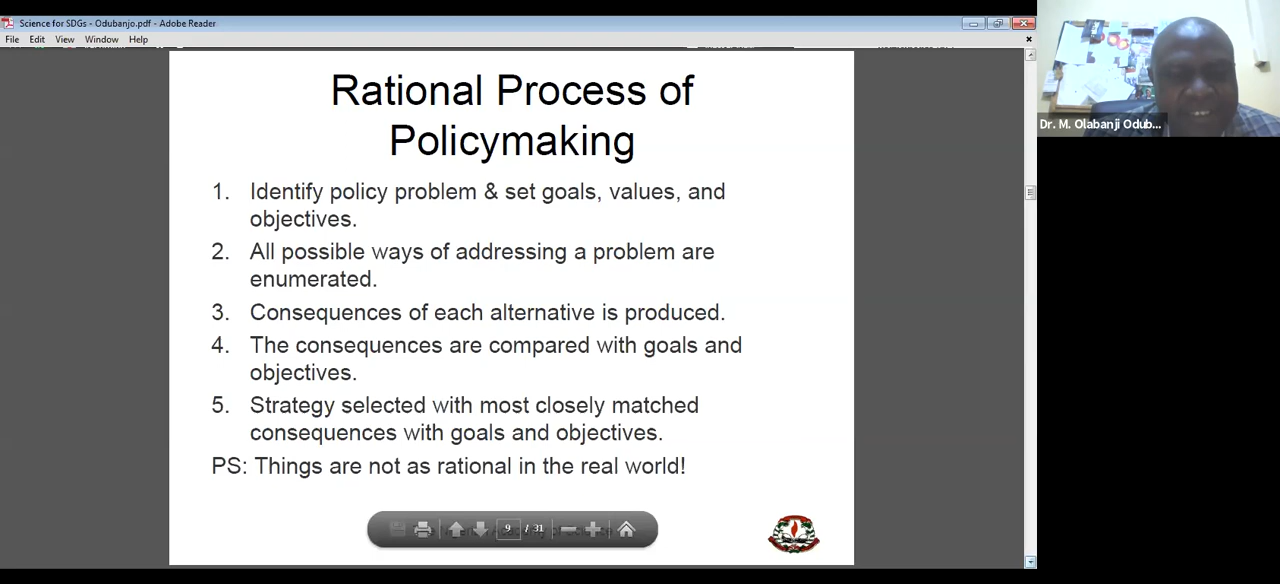 Science for SDGs - Odubanjo.pdf - Adobe Reader
File Edit View Window Help
Rational Process of
Policymaking
1. Identify policy problem & set goals, values, and
objectives.
2. All possible ways of addressing a problem are
enumerated.
3. Consequences of each alternative is produced.
4. The consequences are compared with goals and
objectives.
5. Strategy selected with most closely matched
consequences with goals and objectives.
PS: Things are not as rational in the real world!
9 / 31
Dr. M. Olabanji Odub...